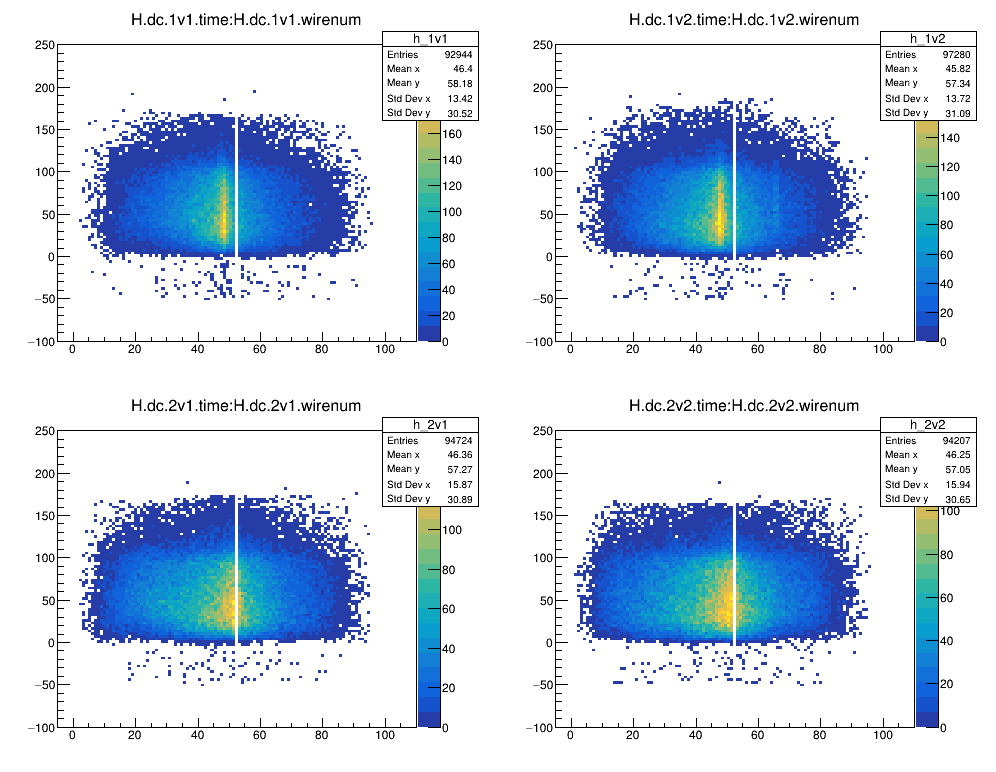 H.dc.1v1.time:H.dc.1v1.wirenum
h_1v1
Entries 92944
Mean x 46.4
Mean y 58.18
Std Dev x 13.42
Std Dev y 30.52
250
200
150
100
50
0
−50
−100
0 20 40 60 80 100
160
140
120
100
80
60
40
20
0
H.dc.1v2.time:H.dc.1v2.wirenum
h_1v2
Entries 97280
Mean x 45.82
Mean y 57.34
Std Dev x 13.72
Std Dev y 31.09
250
200
150
100
50
0
−50
−100
0 20 40 60 80 100
140
120
100
80
60
40
20
0
H.dc.2v1.time:H.dc.2v1.wirenum
h_2v1
Entries 94724
Mean x 46.36
Mean y 57.27
Std Dev x 15.87
Std Dev y 30.89
250
200
150
100
50
0
−50
−100
0 20 40 60 80 100
100
80
60
40
20
0
H.dc.2v2.time:H.dc.2v2.wirenum
h_2v2
Entries 94207
Mean x 46.25
Mean y 57.05
Std Dev x 15.94
Std Dev y 30.65
250
200
150
100
50
0
−50
−100
0 20 40 60 80 100
100
80
60
40
20
0